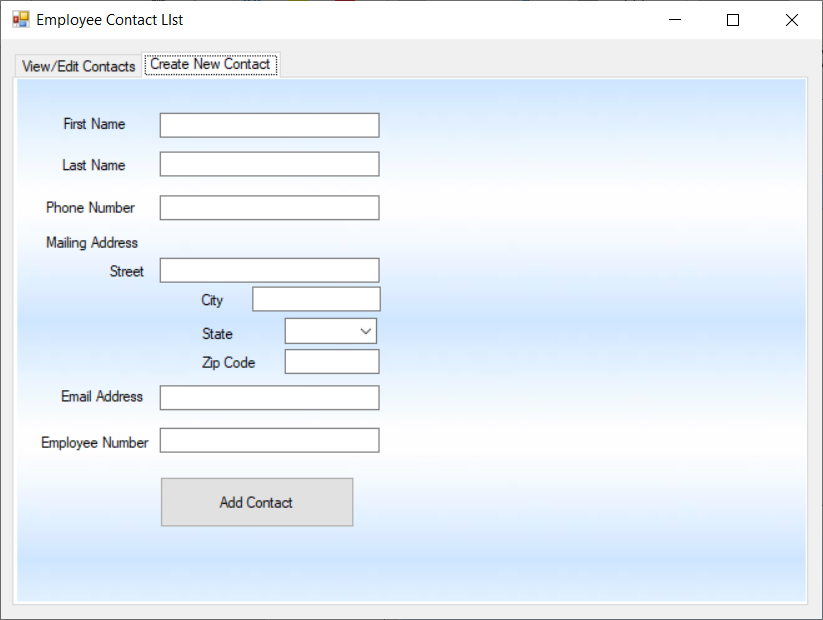 Employee Contact LIst
View/Edit Contacts Create New Contact
First Name
Last Name
Phone Number
Mailing Address
Street
City
State
Zip Code
Email Address
Employee Number
Add Contact